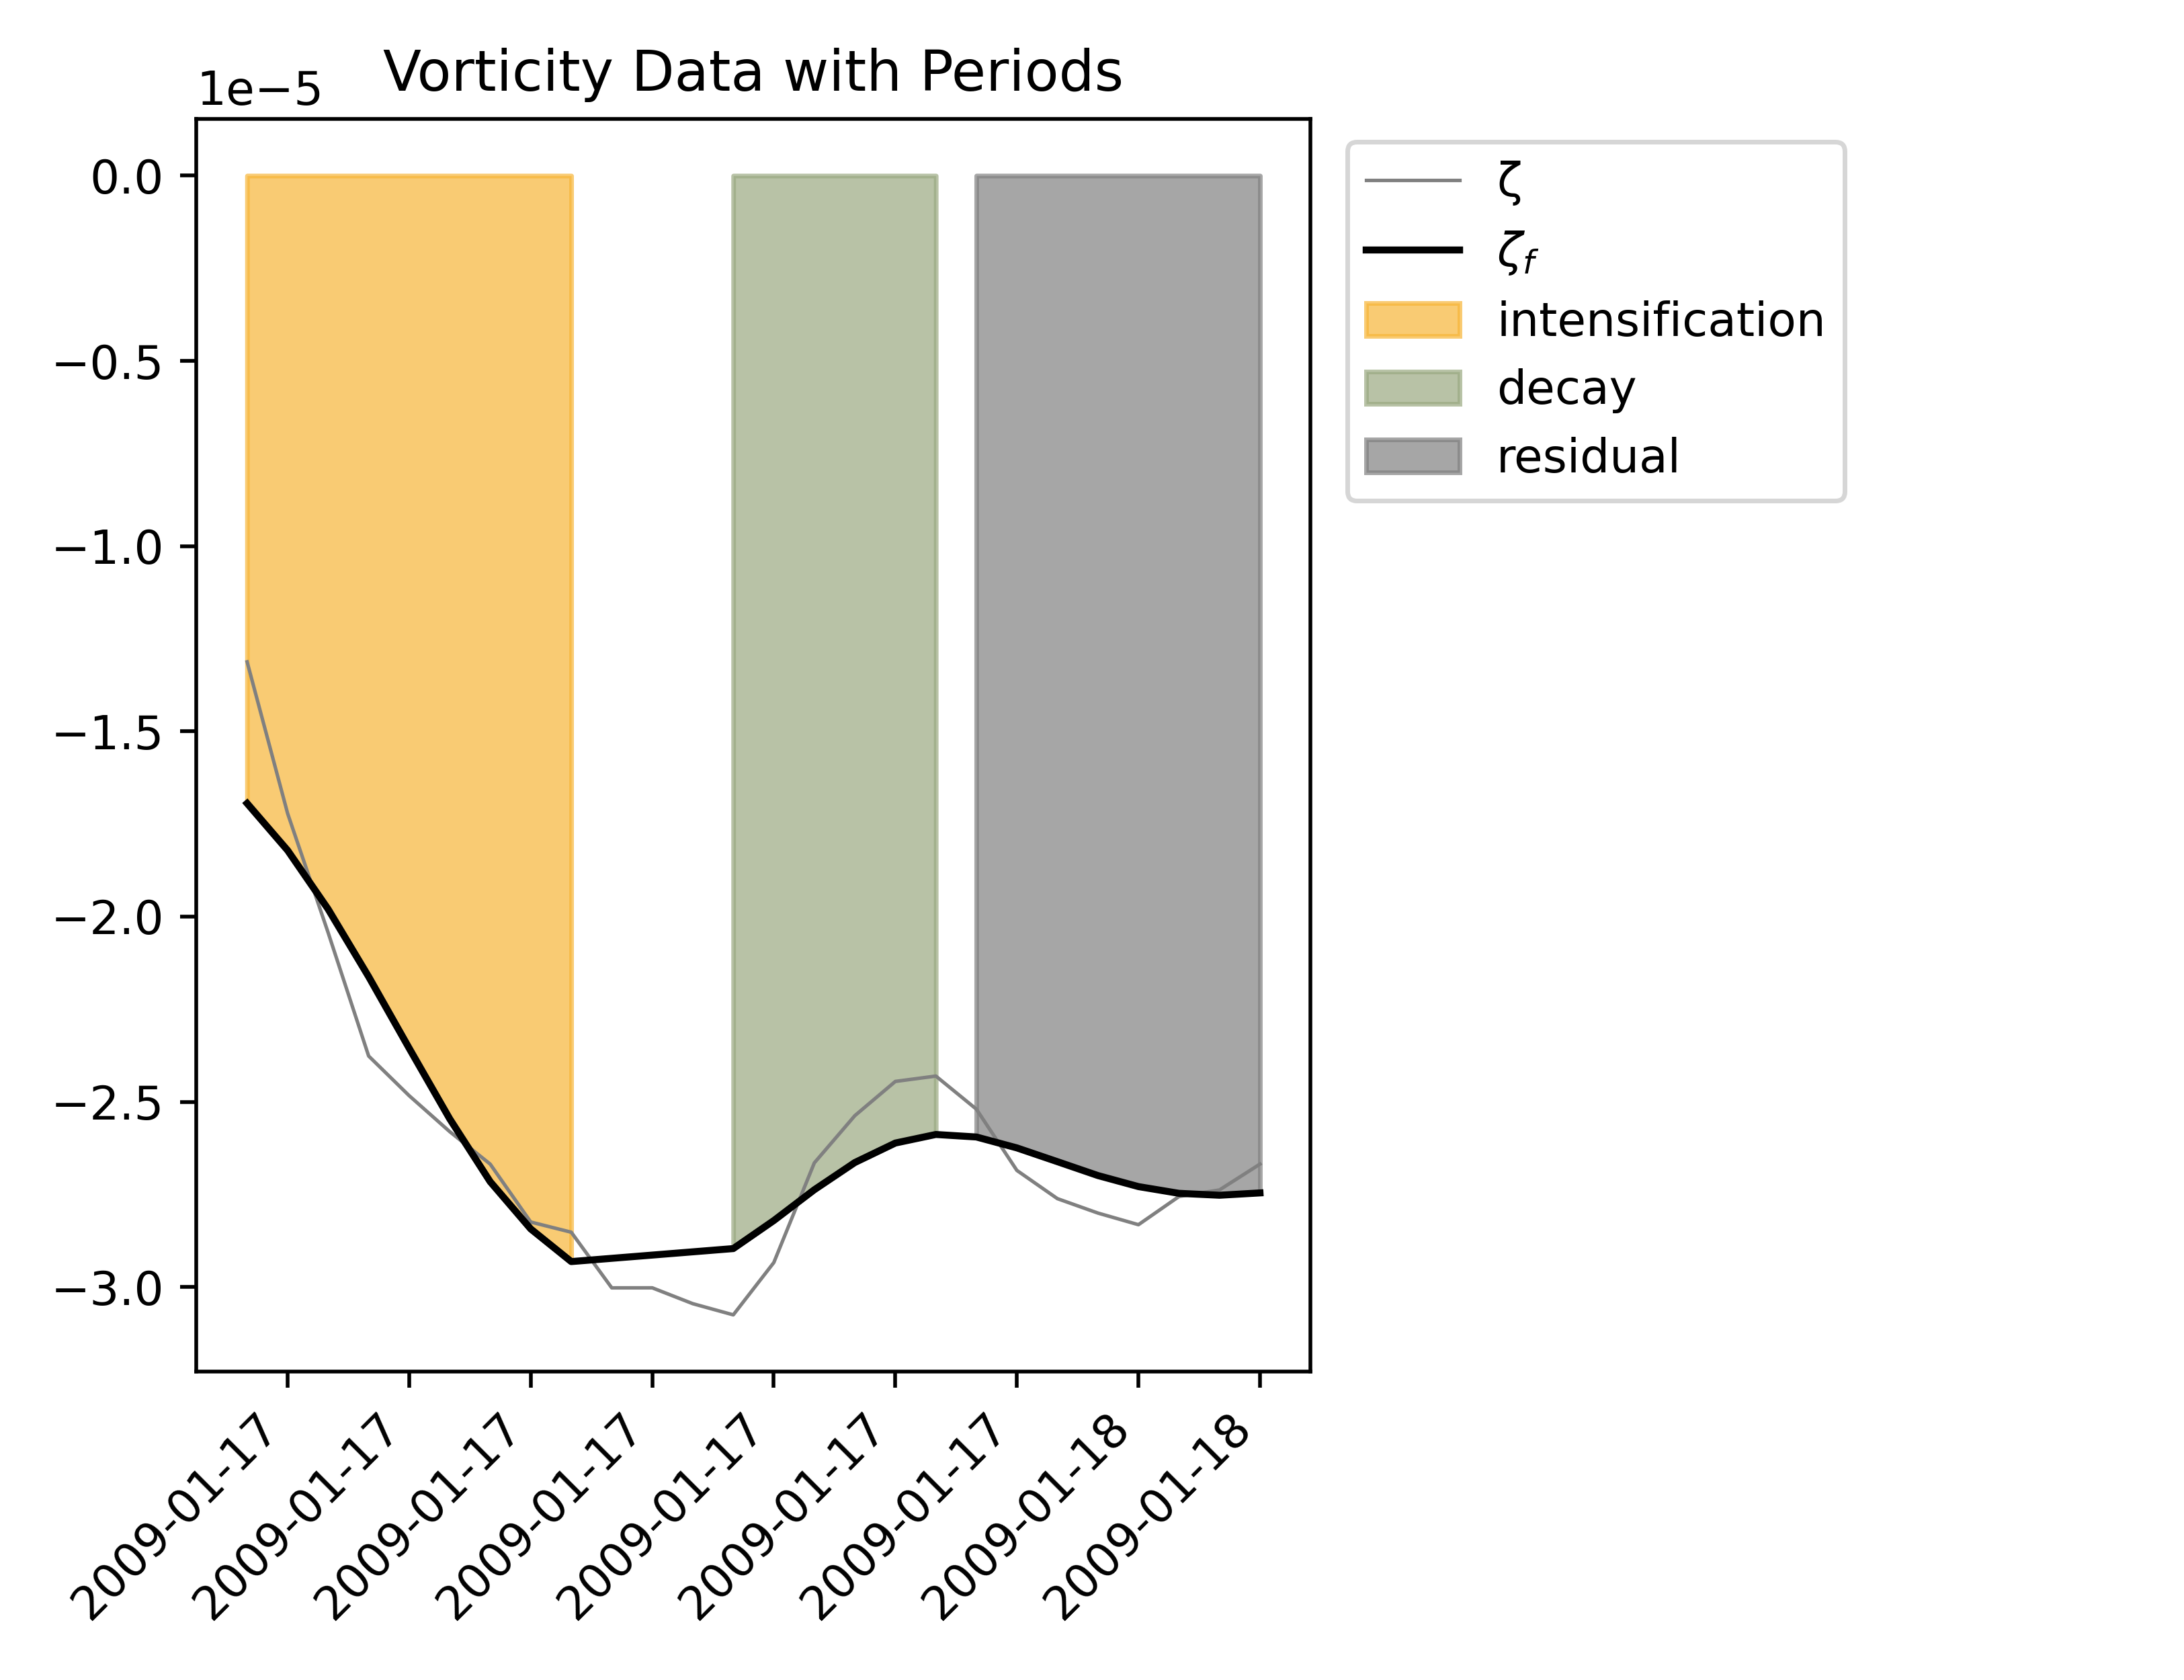 Vorticity Data with Periods
1e−5
0.0
−0.5
−1.0
−1.5
−2.0
−2.5
−3.0
2009-01-17
2009-01-17
2009-01-17
2009-01-17
2009-01-17
2009-01-17
2009-01-17
2009-01-18
2009-01-18
ζ
ζf
intensification
decay
residual